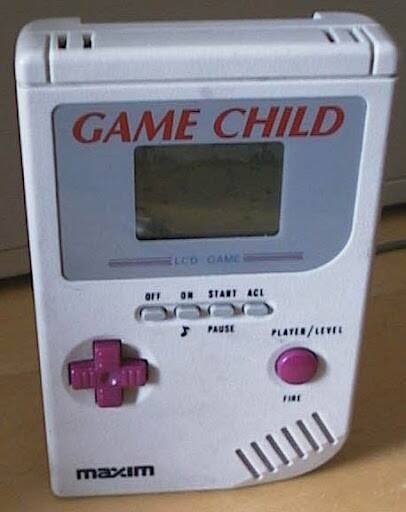 GAME CHILD
LCD GAME
OFF ON START ACL
♪ PAUSE
PLAYER/LEVEL
FIRE
maxim